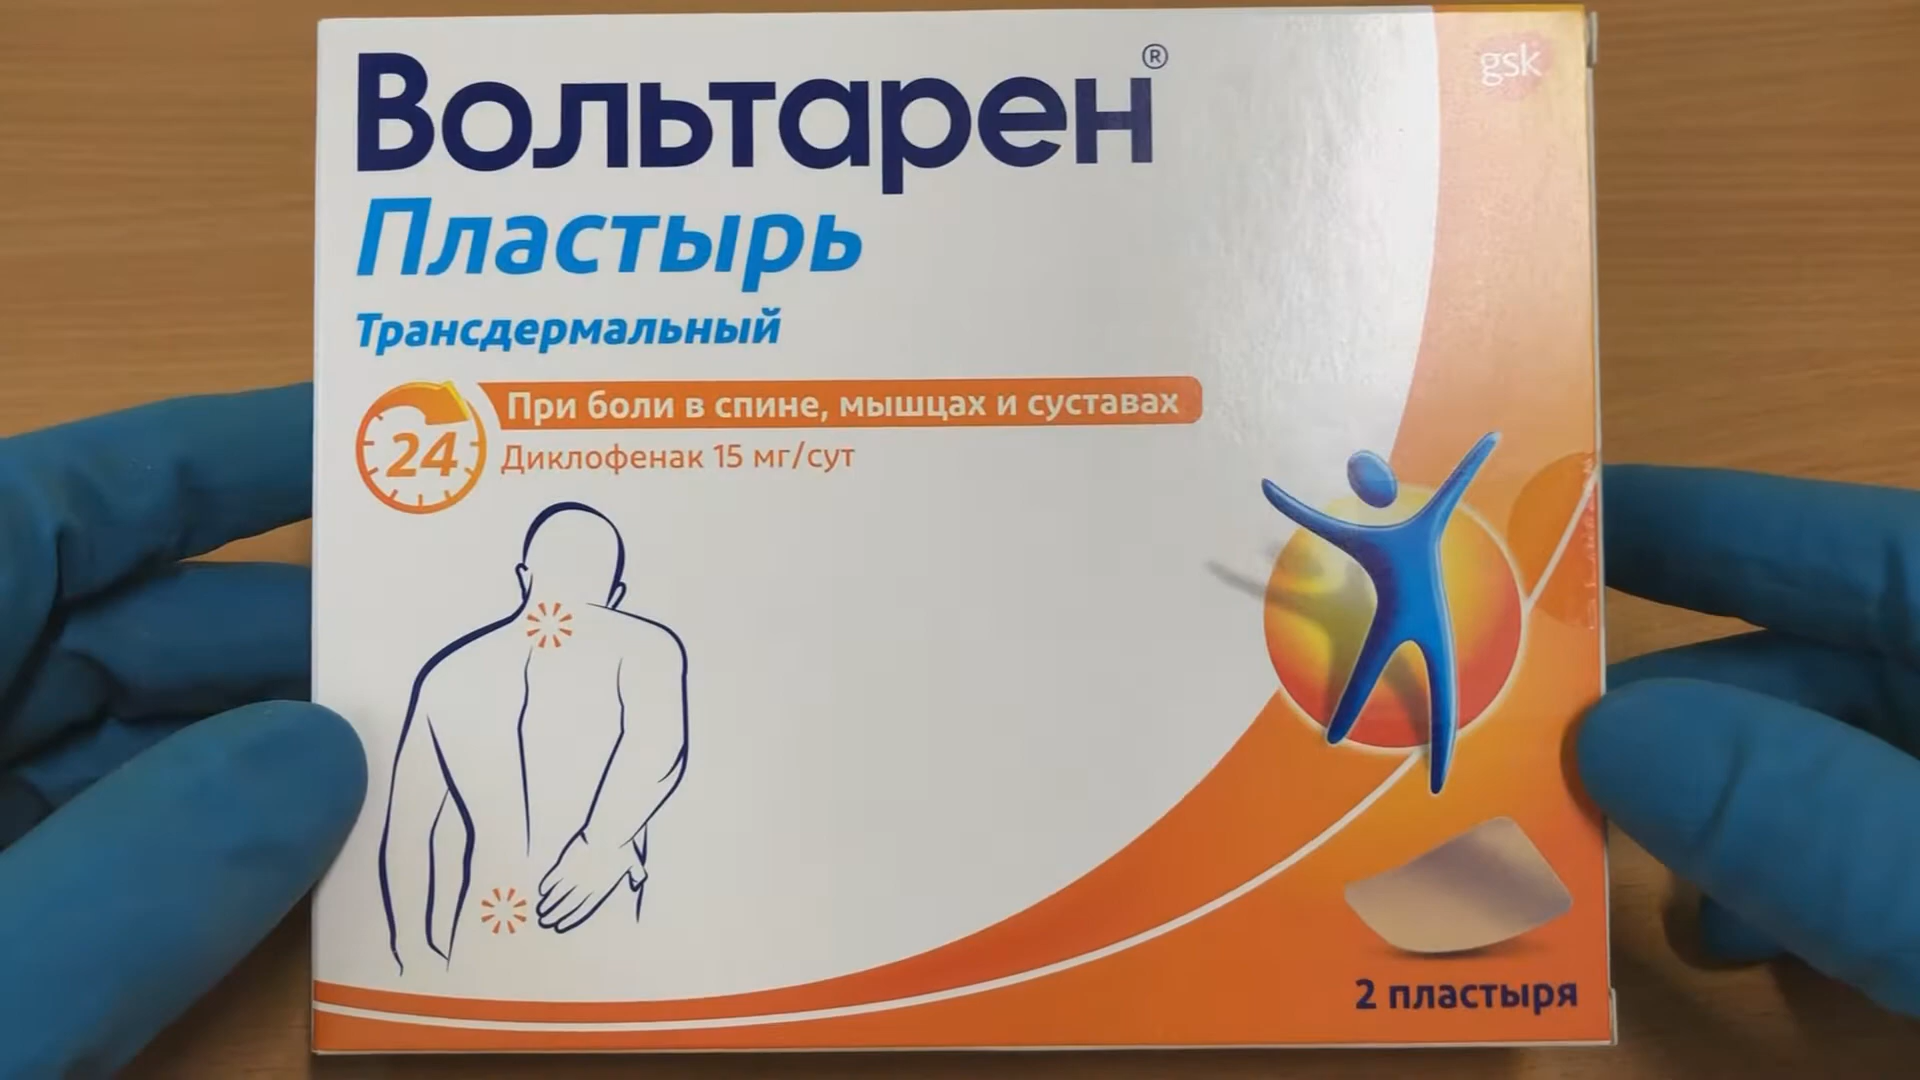 Вольтарен®
gsk
Пластырь
Трансдермальный
24
При боли в спине, мышцах и суставах
Диклофенак 15 мг/сут
2 пластыря